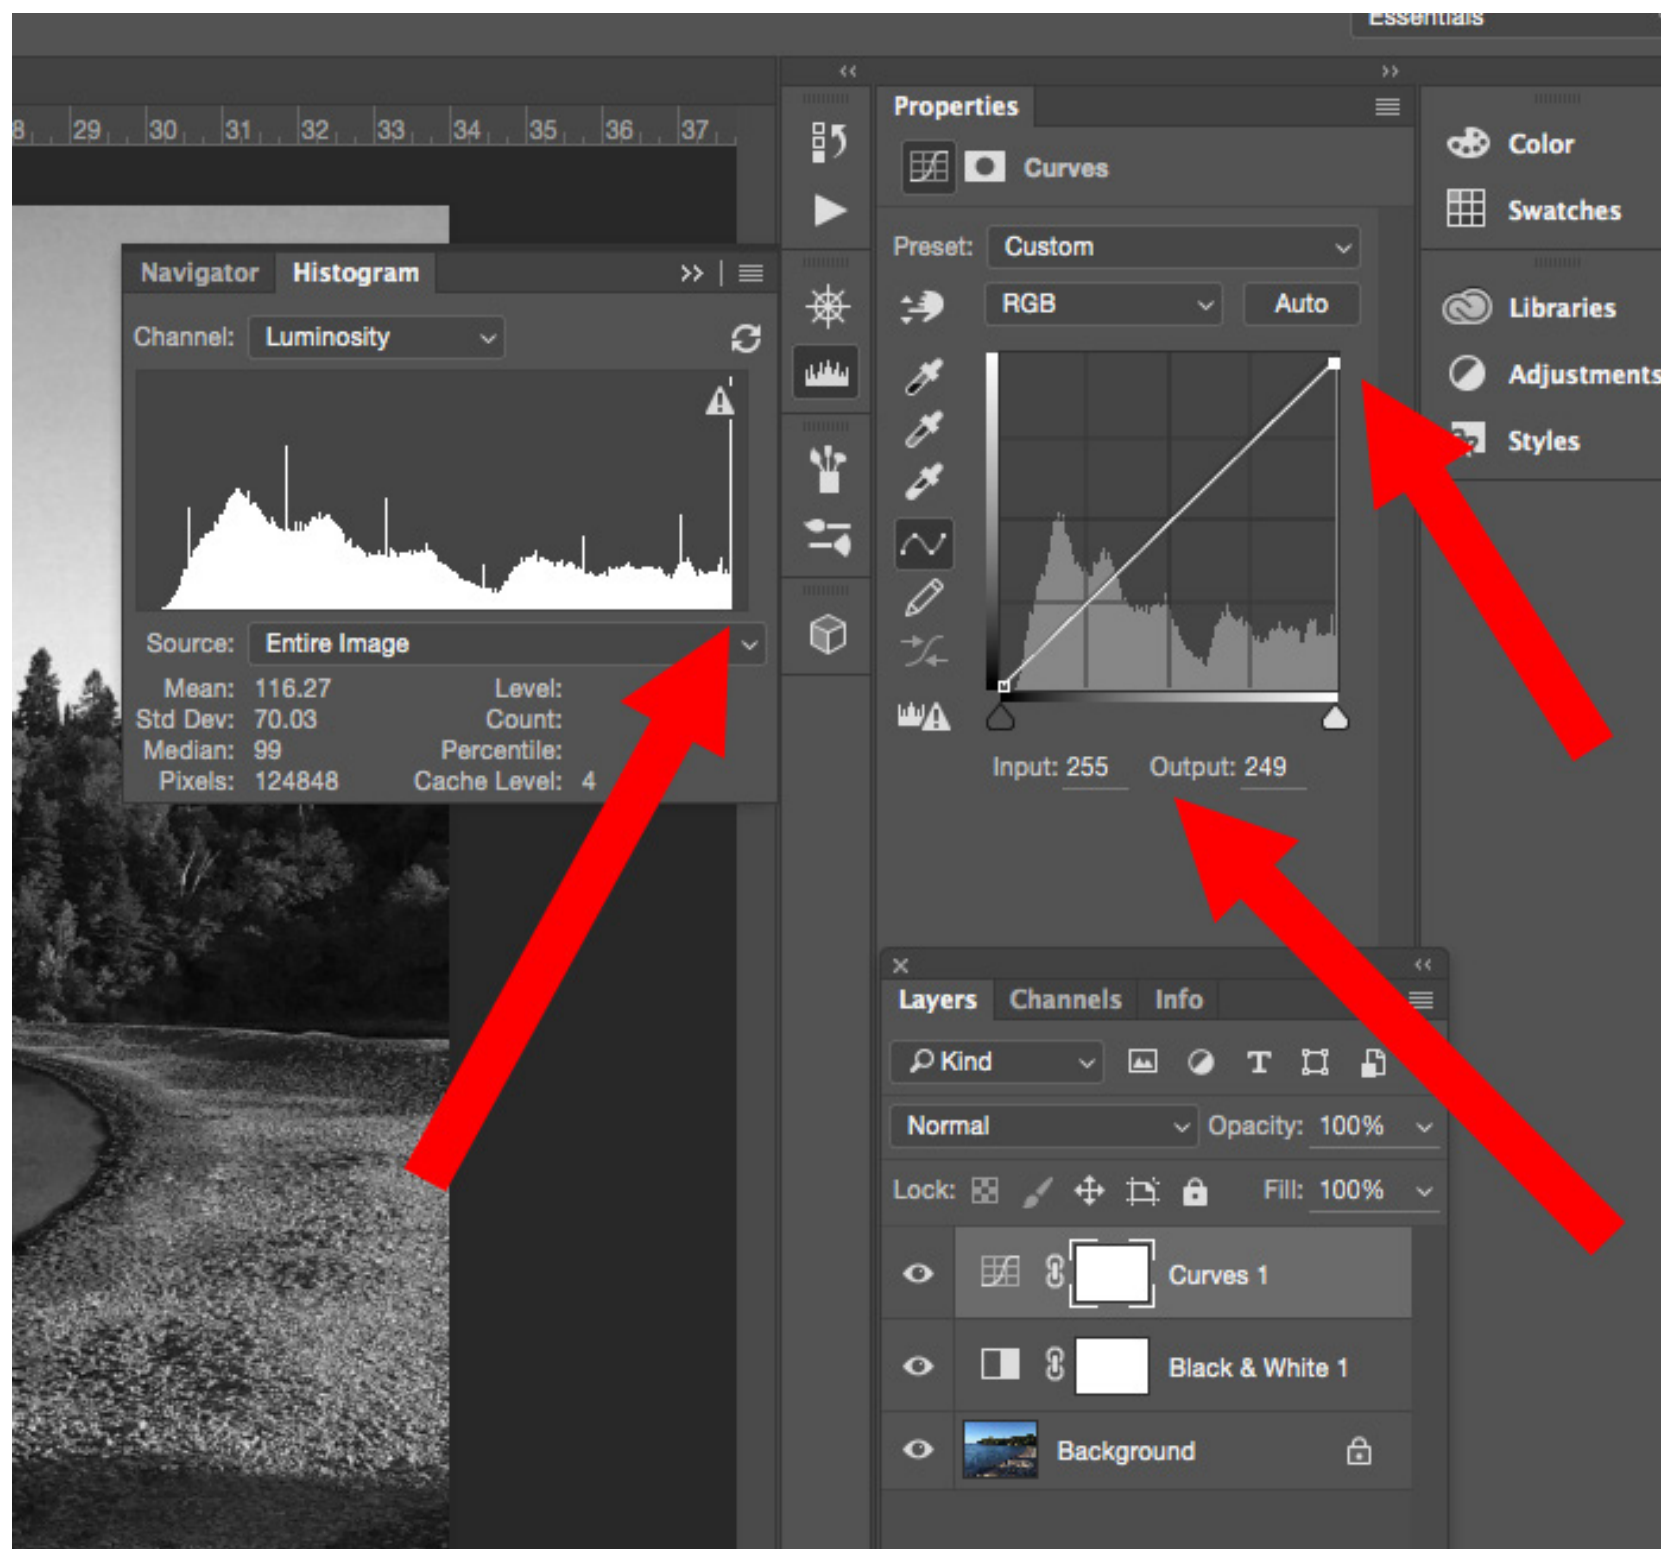 Essentials
8 29 30 31 32 33 34 35 36 37
Properties
Curves
Preset: Custom
RGB Auto
Input: 255 Output: 249
Navigator Histogram
Channel: Luminosity
Source: Entire Image
Mean: 116.27 Level:
Std Dev: 70.03 Count:
Median: 99 Percentile:
Pixels: 124848 Cache Level: 4
Color
Swatches
Libraries
Adjustments
Styles
Layers Channels Info
Kind
Normal Opacity: 100%
Lock: Fill: 100%
Curves 1
Black & White 1
Background